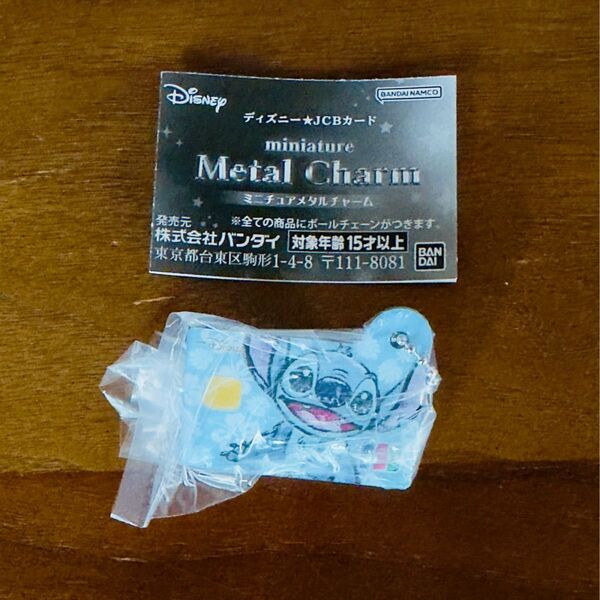 Disney
BANDAI NAMCO
ディズニー★JCBカード
miniature
Metal Charm
ミニチュアメタルチャーム
発売元 ※全ての商品にボールチェーンがつきます。
株式会社バンダイ 対象年齢15才以上
東京都台東区駒形1-4-8 〒111-8081
BAN
DAI